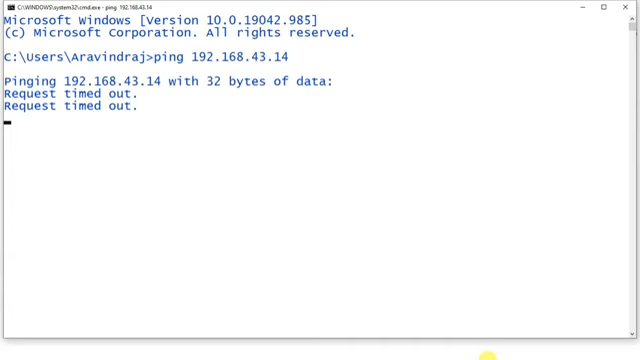 C:\WINDOWS\system32\cmd.exe - ping 192.168.43.14
Microsoft Windows [Version 10.0.19042.985]
(c) Microsoft Corporation. All rights reserved.
C:\Users\Aravindraj>ping 192.168.43.14
Pinging 192.168.43.14 with 32 bytes of data:
Request timed out.
Request timed out.